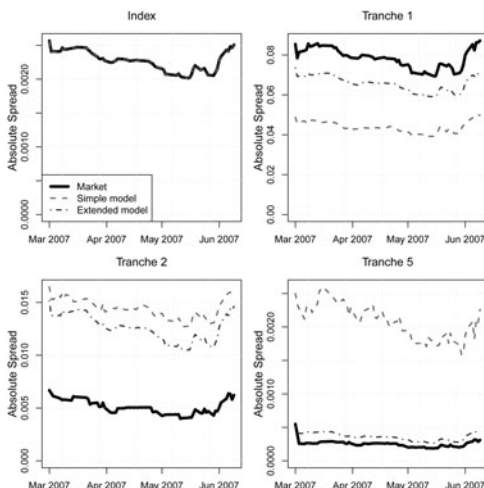 Index
Absolute Spread
0.0000
0.0020
Market
Simple model
Extended model
Mar 2007 Apr 2007 May 2007 Jun 2007
Tranche 1
Absolute Spread
0.00
0.04
0.06
0.08
Mar 2007 Apr 2007 May 2007 Jun 2007
Tranche 2
Absolute Spread
0.000
0.005
0.010
0.015
Mar 2007 Apr 2007 May 2007 Jun 2007
Tranche 5
Absolute Spread
0.0000
0.0010
0.0020
Mar 2007 Apr 2007 May 2007 Jun 2007